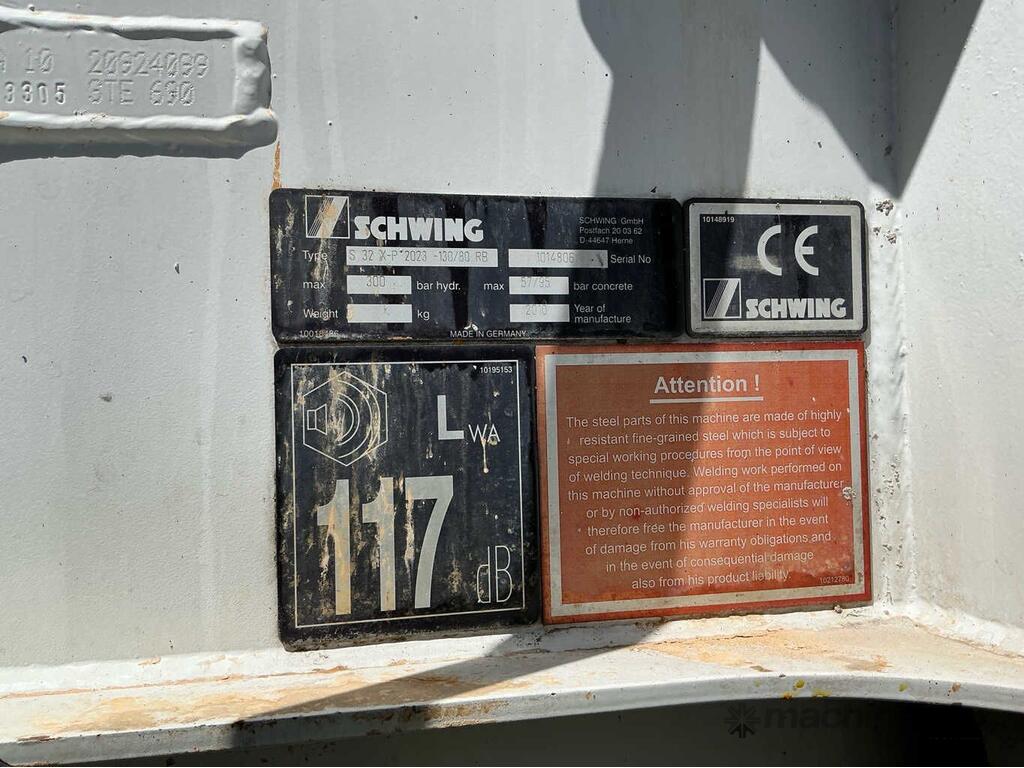 A 10 20924099
3305 STE 690
SCHWING
SCHWING GmbH
Postfach 20 03 62
D-44647 Herne
Type S 32 X-P 2023 -130/80 RB 1014806 Serial No
max 300 bar hydr. max 57/95 bar concrete
Weight kg 2010 Year of manufacture
MADE IN GERMANY
10148919
CE
SCHWING
10195153
LWA
117
dB
Attention !
The steel parts of this machine are made of highly
resistant fine-grained steel which is subject to
special working procedures from the point of view
of welding technique. Welding work performed on
this machine without approval of the manufacturer
or by non-authorized welding specialists will
therefore free the manufacturer in the event
of damage from his warranty obligations and
in the event of consequential damage
also from his product liability.
10212780